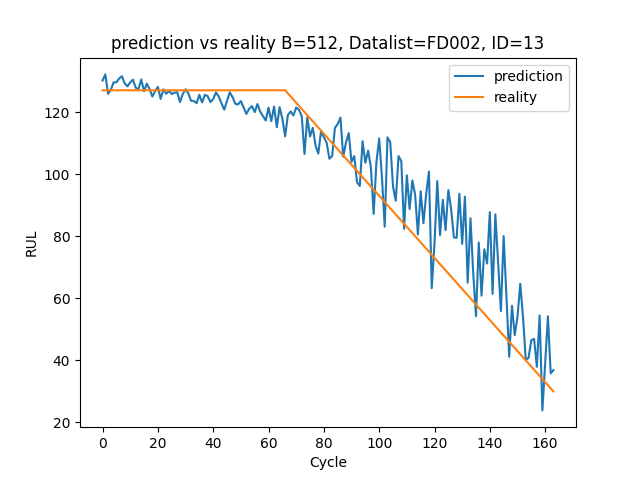 prediction vs reality B=512, Datalist=FD002, ID=13
prediction
reality
RUL
120
100
80
60
40
20
0 20 40 60 80 100 120 140 160
Cycle